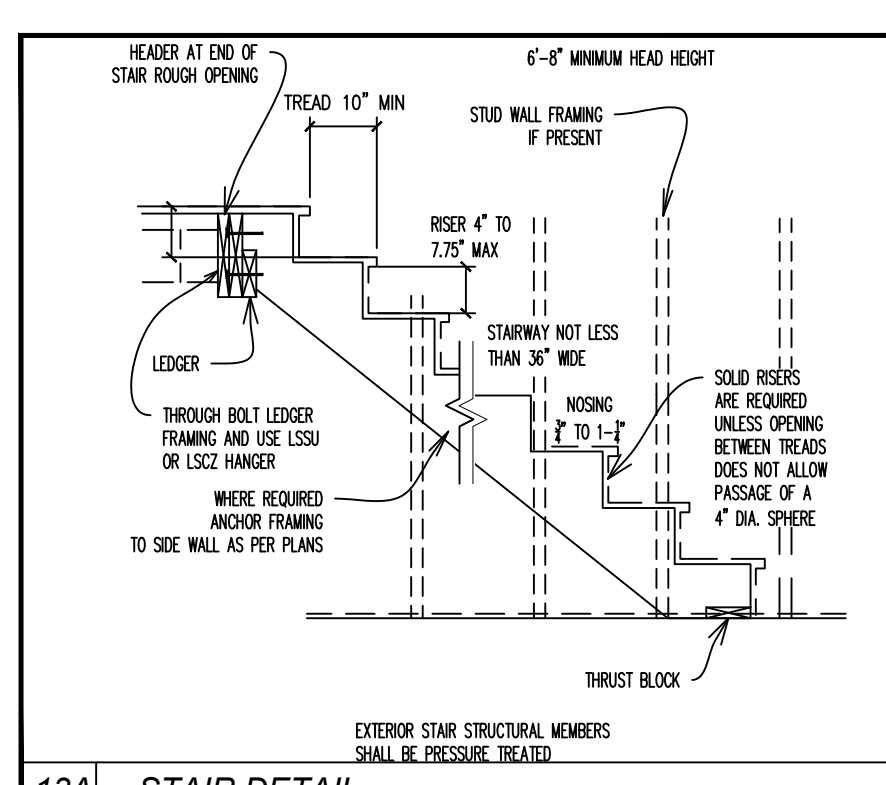 HEADER AT END OF
STAIR ROUGH OPENING
6'-8" MINIMUM HEAD HEIGHT
TREAD 10" MIN
STUD WALL FRAMING
IF PRESENT
RISER 4" TO
7.75" MAX
STAIRWAY NOT LESS
THAN 36" WIDE
LEDGER
SOLID RISERS
ARE REQUIRED
UNLESS OPENING
BETWEEN TREADS
DOES NOT ALLOW
PASSAGE OF A
4" DIA. SPHERE
NOSING
3/4" TO 1-1/4"
THROUGH BOLT LEDGER
FRAMING AND USE LSSU
OR LSCZ HANGER
WHERE REQUIRED
ANCHOR FRAMING
TO SIDE WALL AS PER PLANS
THRUST BLOCK
EXTERIOR STAIR STRUCTURAL MEMBERS
SHALL BE PRESSURE TREATED
STAIR DETAIL